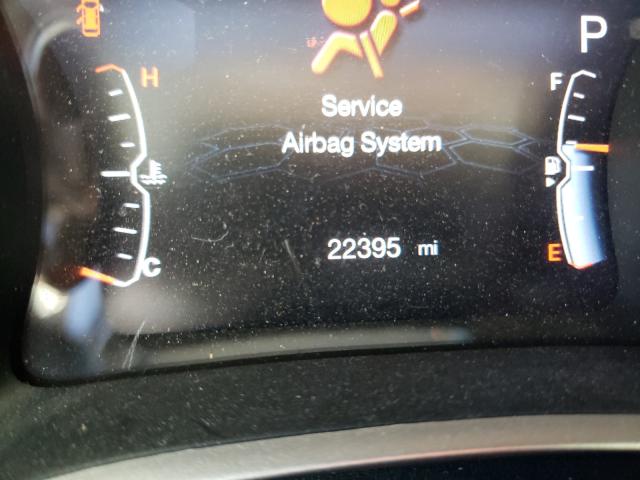 P
H
F
Service
Airbag System
22395 mi
E
C